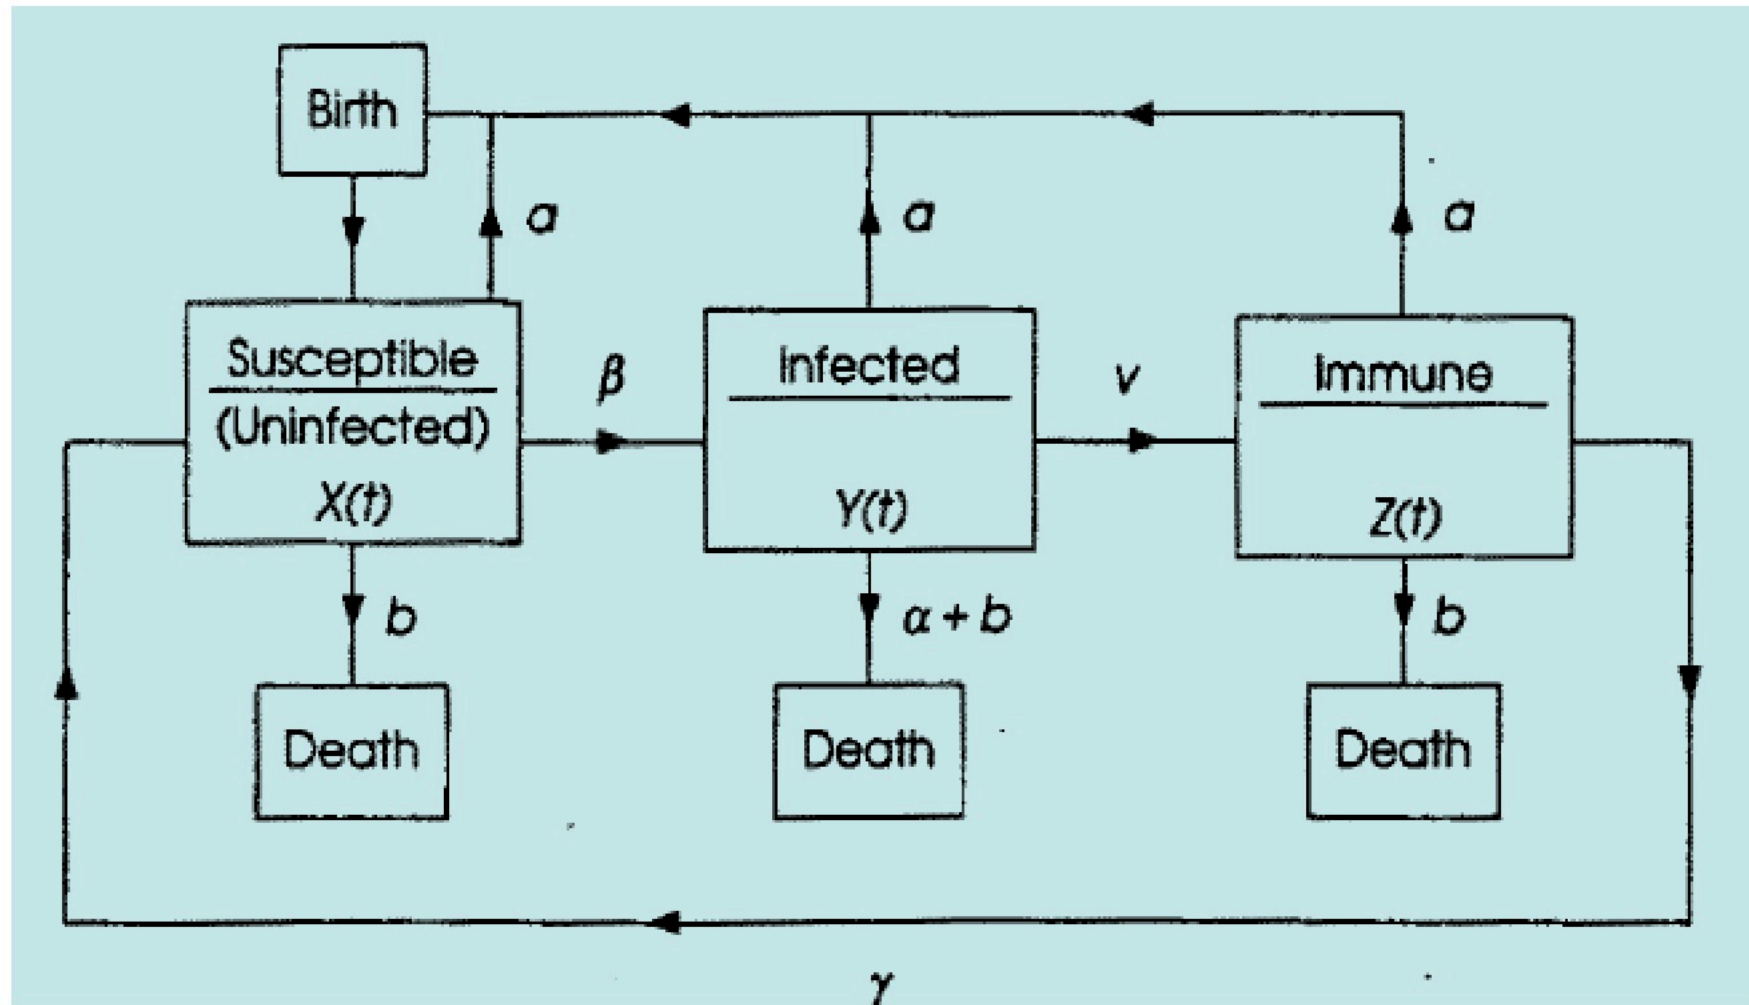 Birth
a
a
a
Susceptible
(Uninfected)
X(t)
β
Infected
Y(t)
v
Immune
Z(t)
b
α + b
b
Death
Death
Death
γ